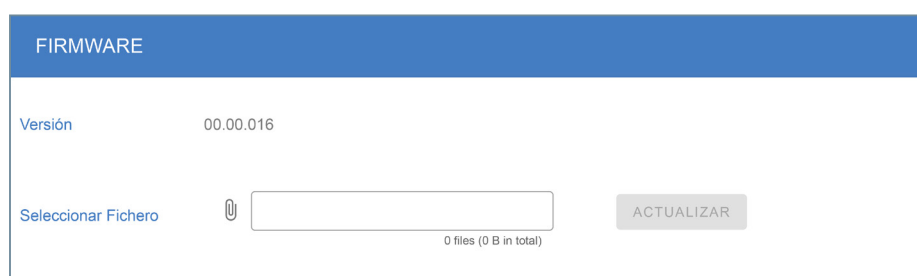 FIRMWARE
Versión 00.00.016
Seleccionar Fichero ACTUALIZAR
0 files (0 B in total)